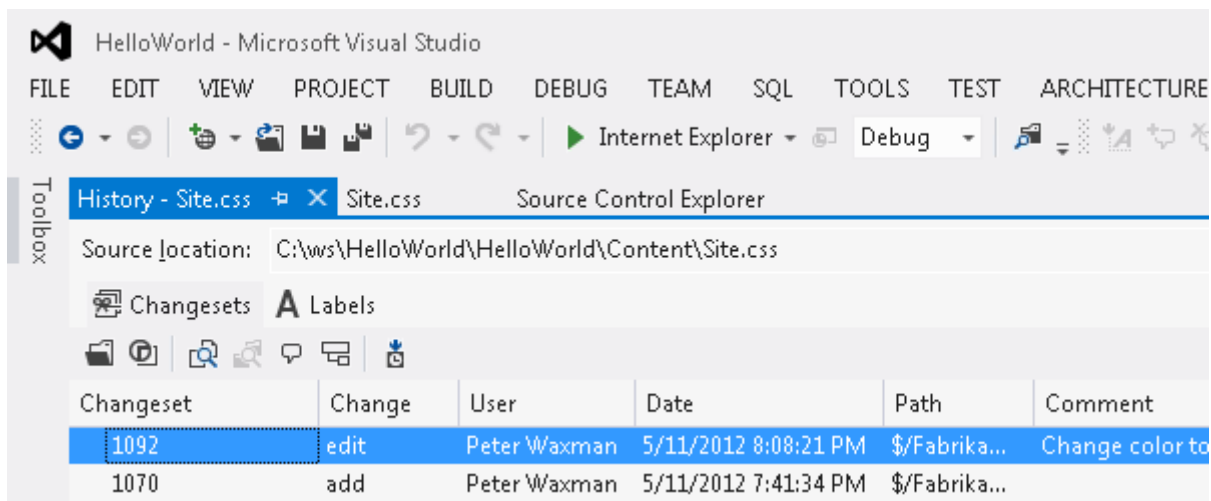 HelloWorld - Microsoft Visual Studio
FILE EDIT VIEW PROJECT BUILD DEBUG TEAM SQL TOOLS TEST ARCHITECTURE
Internet Explorer Debug
Toolbox
History - Site.css Site.css Source Control Explorer
Source location: C:\ws\HelloWorld\HelloWorld\Content\Site.css
Changesets A Labels
Changeset Change User Date Path Comment
1092 edit Peter Waxman 5/11/2012 8:08:21 PM $/Fabrika... Change color to
1070 add Peter Waxman 5/11/2012 7:41:34 PM $/Fabrika...